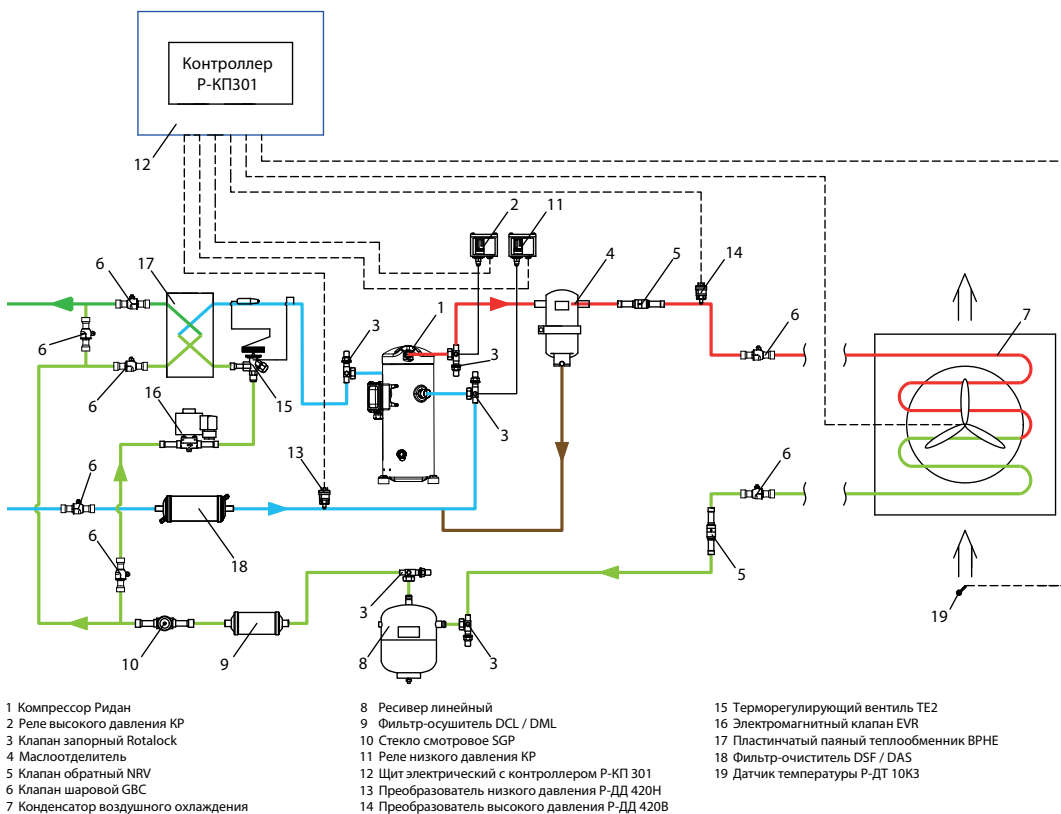 Контроллер
Р-КП301
12
2
11
6
17
4
5
14
3
1
6
7
6
3
6
15
3
16
6
13
6
6
18
5
3
19
10
9
8
3
1 Компрессор Ридан
2 Реле высокого давления КР
3 Клапан запорный Rotalock
4 Маслоотделитель
5 Клапан обратный NRV
6 Клапан шаровой GBC
7 Конденсатор воздушного охлаждения
8 Ресивер линейный
9 Фильтр-осушитель DCL / DML
10 Стекло смотровое SGP
11 Реле низкого давления КР
12 Щит электрический с контроллером Р-КП 301
13 Преобразователь низкого давления Р-ДД 420Н
14 Преобразователь высокого давления Р-ДД 420В
15 Терморегулирующий вентиль ТЕ2
16 Электромагнитный клапан EVR
17 Пластинчатый паяный теплообменник BPHE
18 Фильтр-очиститель DSF / DAS
19 Датчик температуры Р-ДТ 10К3